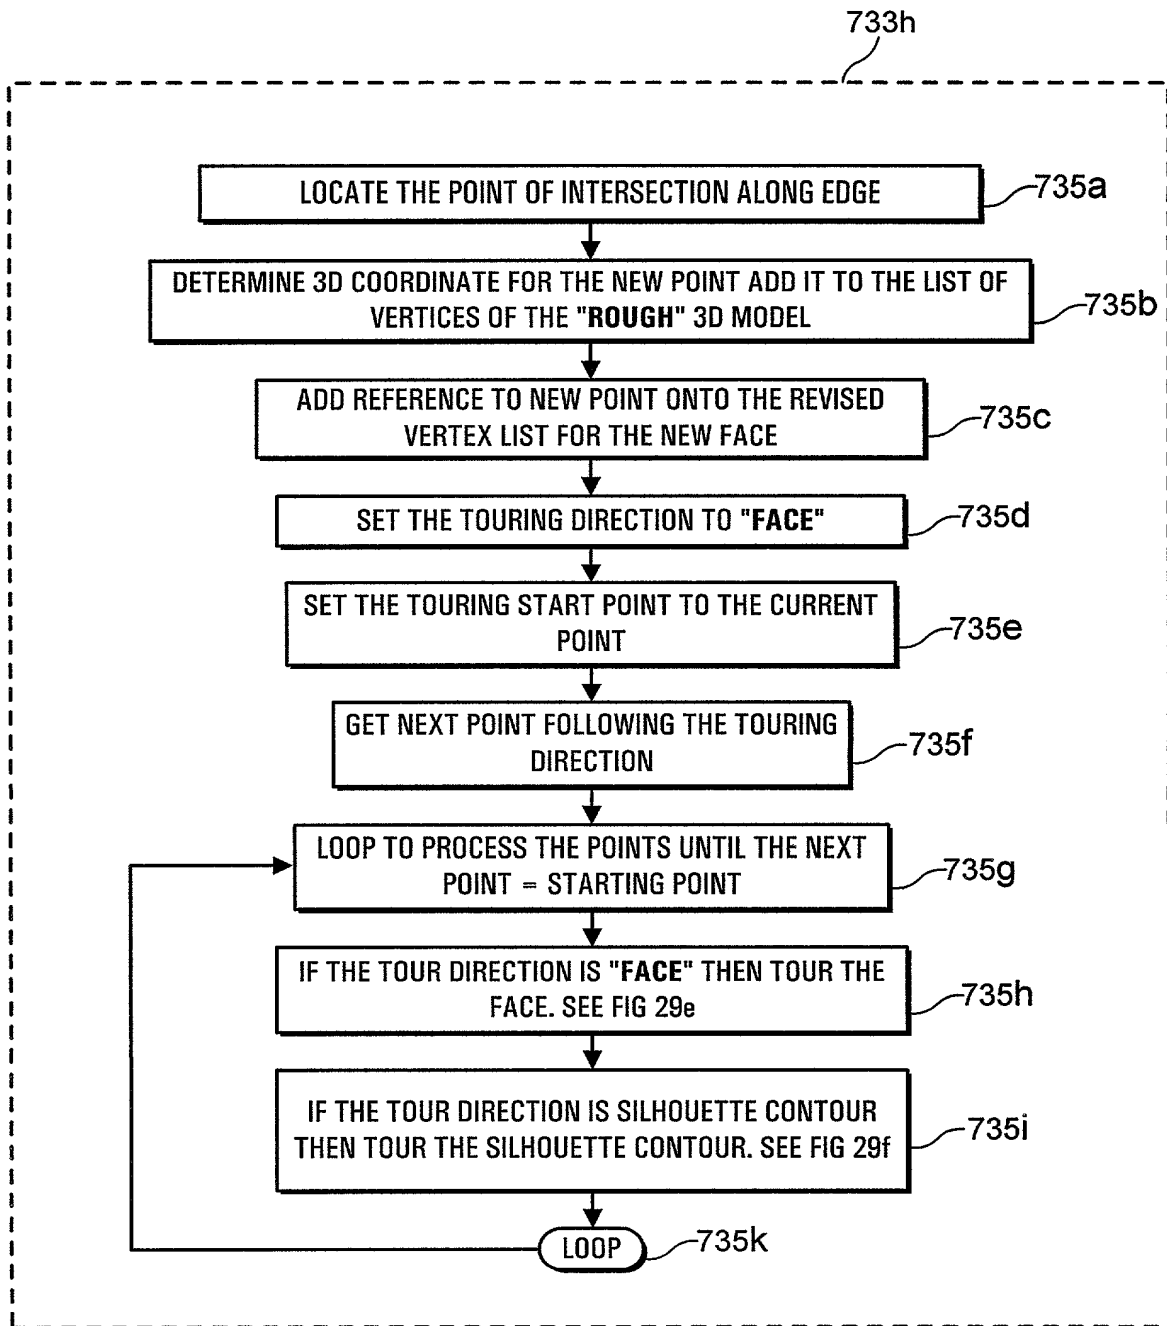 733h
LOCATE THE POINT OF INTERSECTION ALONG EDGE
735a
DETERMINE 3D COORDINATE FOR THE NEW POINT ADD IT TO THE LIST OF
VERTICES OF THE "ROUGH" 3D MODEL
735b
ADD REFERENCE TO NEW POINT ONTO THE REVISED
VERTEX LIST FOR THE NEW FACE
735c
SET THE TOURING DIRECTION TO "FACE"
735d
SET THE TOURING START POINT TO THE CURRENT
POINT
735e
GET NEXT POINT FOLLOWING THE TOURING
DIRECTION
735f
LOOP TO PROCESS THE POINTS UNTIL THE NEXT
POINT = STARTING POINT
735g
IF THE TOUR DIRECTION IS "FACE" THEN TOUR THE
FACE. SEE FIG 29e
735h
IF THE TOUR DIRECTION IS SILHOUETTE CONTOUR
THEN TOUR THE SILHOUETTE CONTOUR. SEE FIG 29f
735i
LOOP
735k